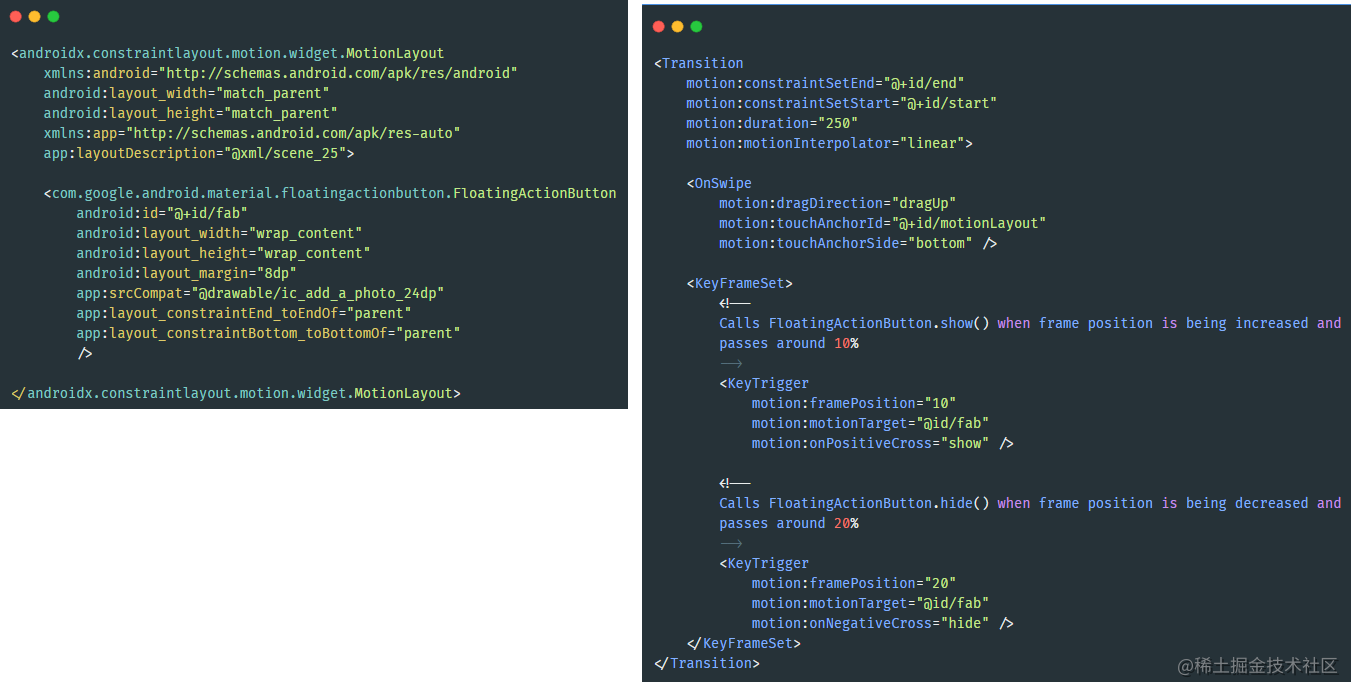 <androidx.constraintlayout.motion.widget.MotionLayout
    xmlns:android="http://schemas.android.com/apk/res/android"
    android:layout_width="match_parent"
    android:layout_height="match_parent"
    xmlns:app="http://schemas.android.com/apk/res-auto"
    app:layoutDescription="@xml/scene_25">

    <com.google.android.material.floatingactionbutton.FloatingActionButton
        android:id="@+id/fab"
        android:layout_width="wrap_content"
        android:layout_height="wrap_content"
        android:layout_margin="8dp"
        app:srcCompat="@drawable/ic_add_a_photo_24dp"
        app:layout_constraintEnd_toEndOf="parent"
        app:layout_constraintBottom_toBottomOf="parent"
        />

</androidx.constraintlayout.motion.widget.MotionLayout>

<Transition
    motion:constraintSetEnd="@+id/end"
    motion:constraintSetStart="@+id/start"
    motion:duration="250"
    motion:motionInterpolator="linear">

    <OnSwipe
        motion:dragDirection="dragUp"
        motion:touchAnchorId="@+id/motionLayout"
        motion:touchAnchorSide="bottom" />

    <KeyFrameSet>
        <!--
        Calls FloatingActionButton.show() when frame position is being increased and
        passes around 10%
        -->
        <KeyTrigger
            motion:framePosition="10"
            motion:motionTarget="@id/fab"
            motion:onPositiveCross="show" />

        <!--
        Calls FloatingActionButton.hide() when frame position is being decreased and
        passes around 20%
        -->
        <KeyTrigger
            motion:framePosition="20"
            motion:motionTarget="@id/fab"
            motion:onNegativeCross="hide" />
    </KeyFrameSet>
</Transition>
@稀土掘金技术社区